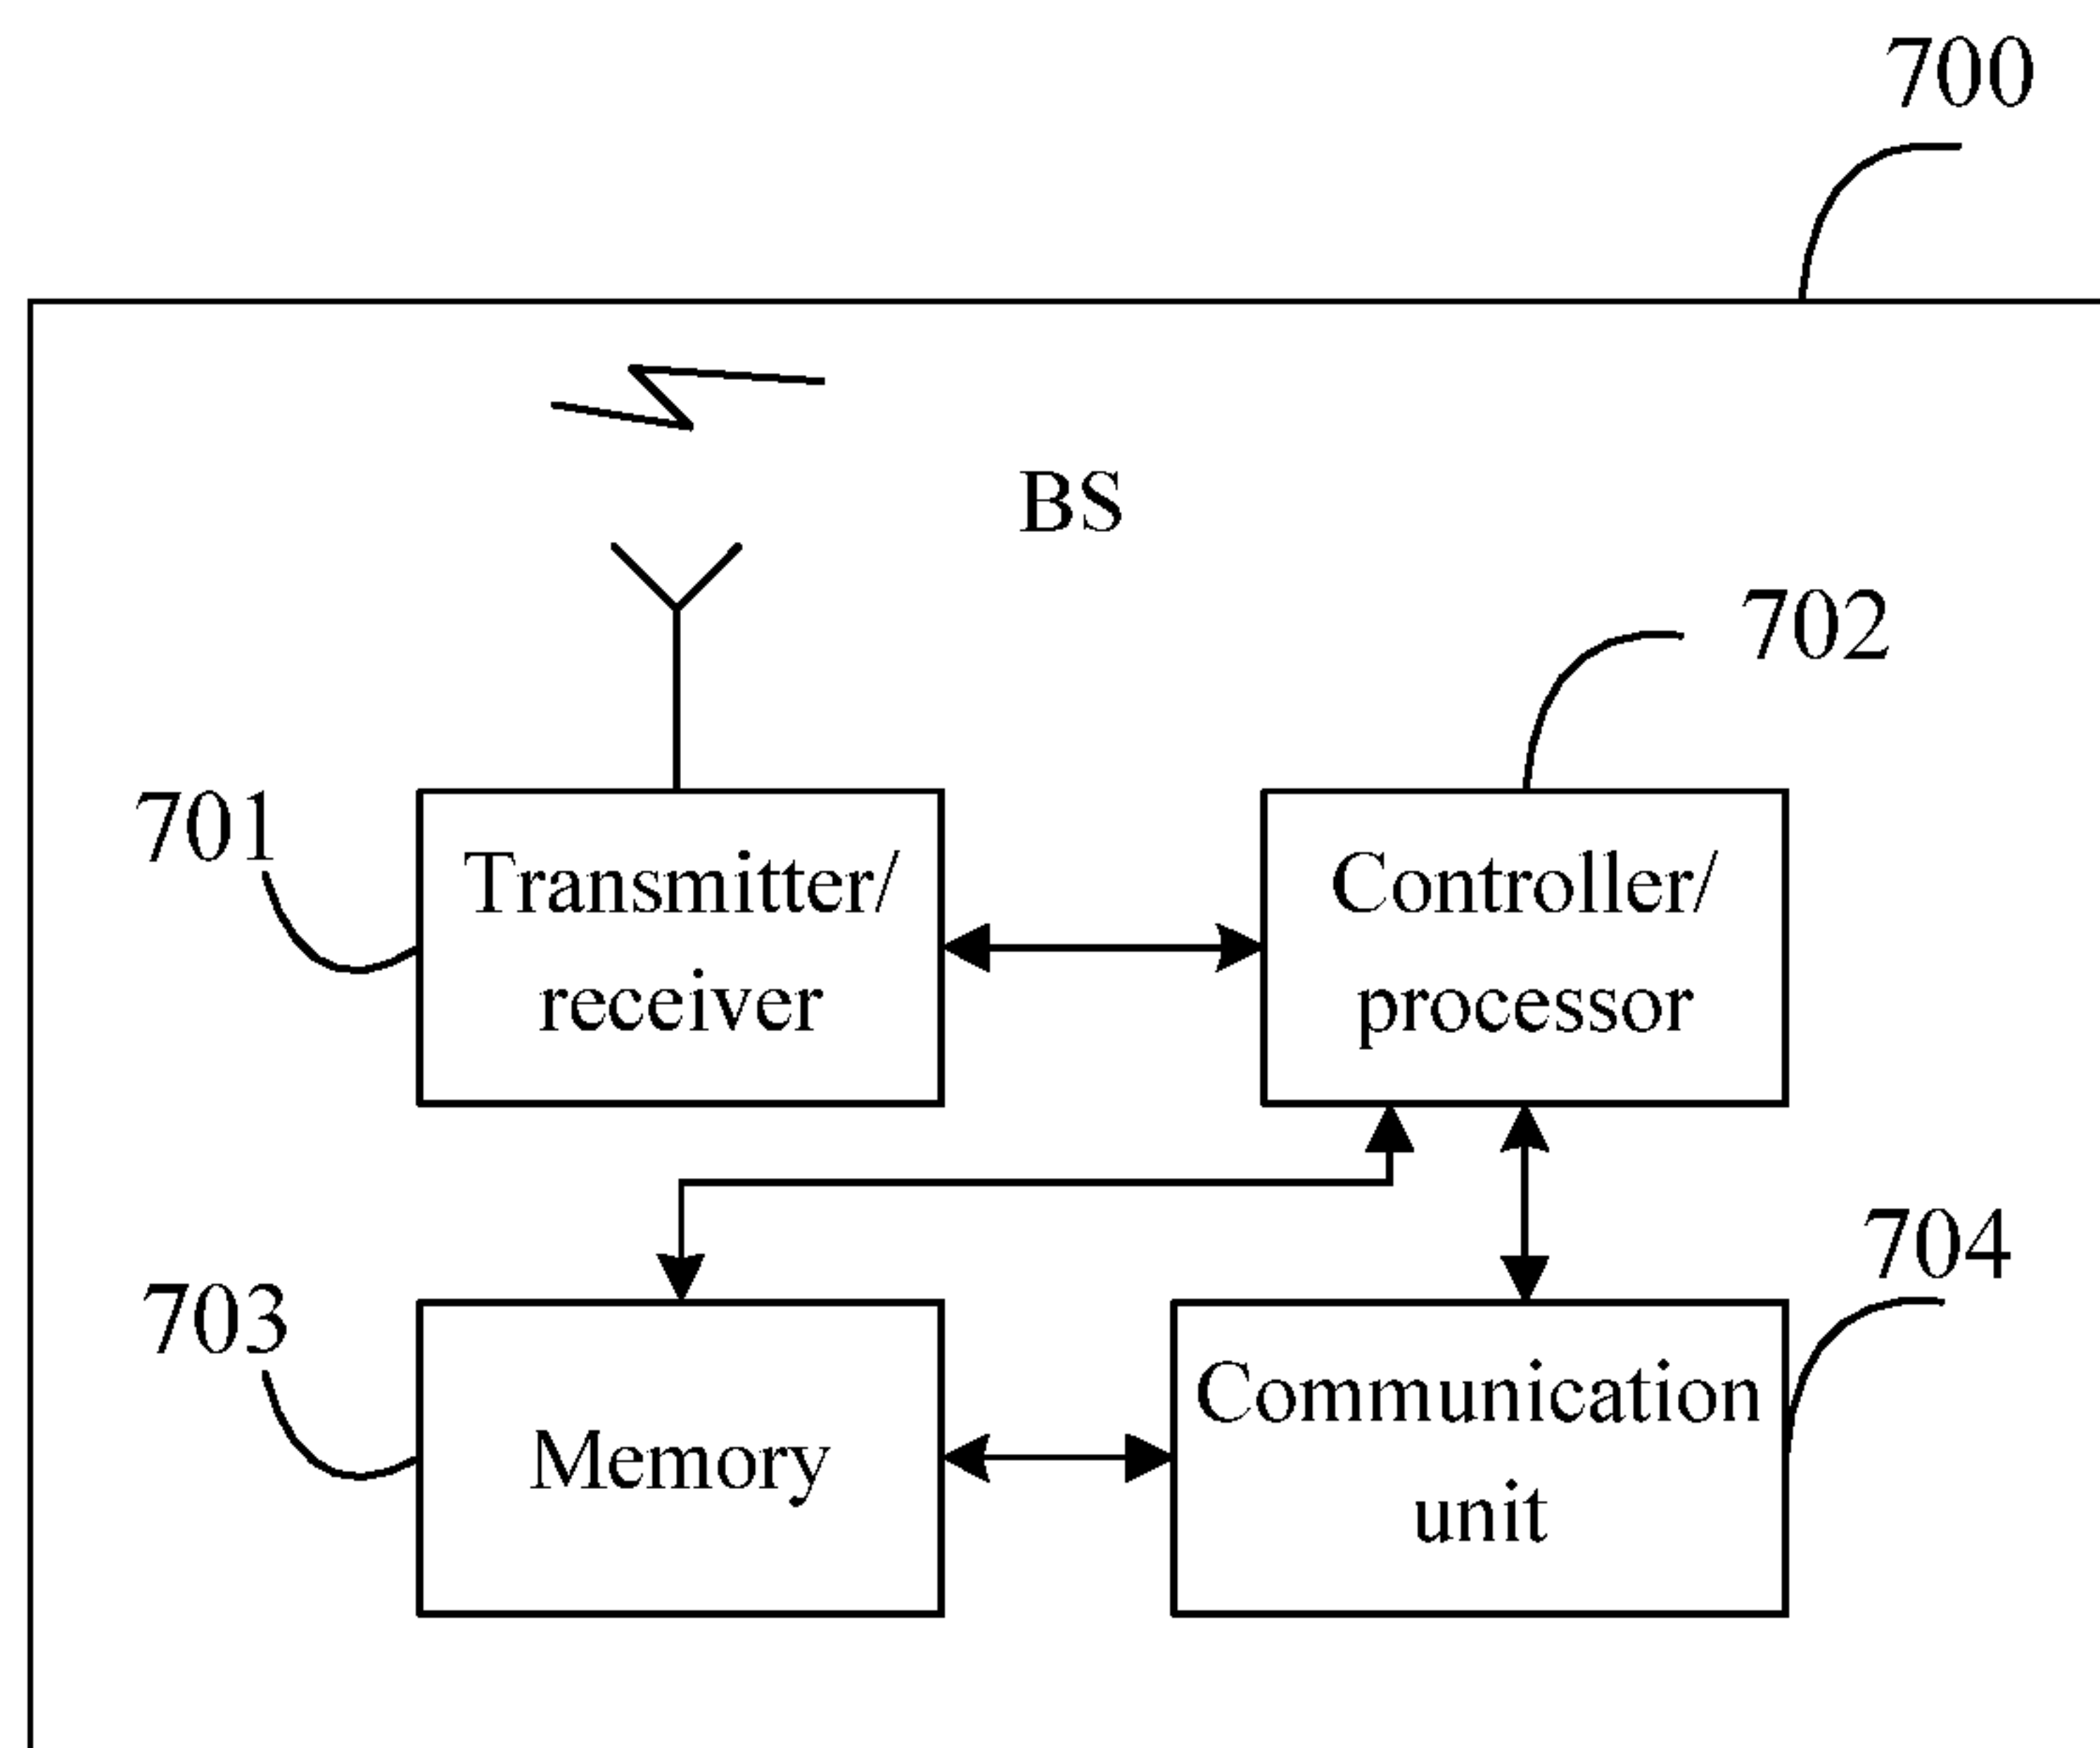 700
BS
702
701
Transmitter/
receiver
Controller/
processor
704
703
Memory
Communication
unit